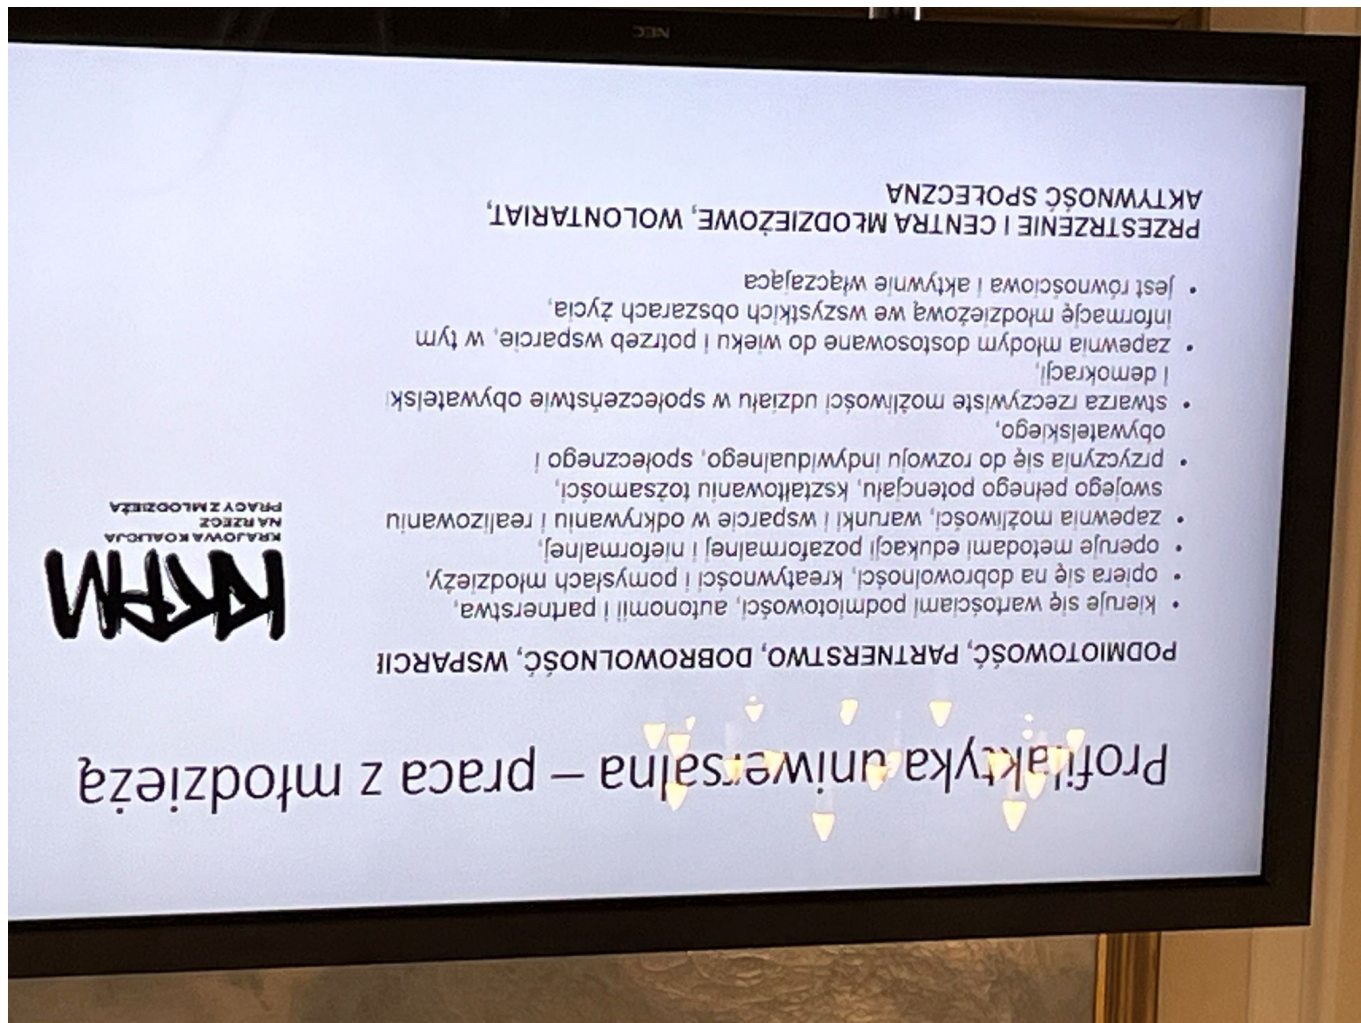 Profilaktyka uniwersalna – praca z młodzieżą
PODMIOTOWOŚĆ, PARTNERSTWO, DOBROWOLNOŚĆ,
• kieruje się wartościami podmiotowości, autonomii i partnerstwa,
• opiera się na dobrowolności, kreatywności i pomysłach młodzieży,
• operuje metodami edukacji pozaformalnej i nieformalnej,
• zapewnia możliwości, warunki i wsparcie w odkrywaniu i realizowaniu
swojego pełnego potencjału, kształtowaniu tożsamości,
• przyczynia się do rozwoju indywidualnego, społecznego i
obywatelskiego,
• stwarza rzeczywiste możliwości udziału w społeczeństwie
i demokracji,
• zapewnia młodym dostosowane do wieku i potrzeb wsparcie, w tym
informację młodzieżową we wszystkich obszarach życia,
• jest równościowa i aktywnie włączająca
PRZESTRZENIE I CENTRA MŁODZIEŻOWE, WOLONTARIAT,
AKTYWNOŚĆ SPOŁECZNA
KRAJOWA KOALICJA
NA RZECZ
PRACY Z MŁODZIEŻĄ
NEC